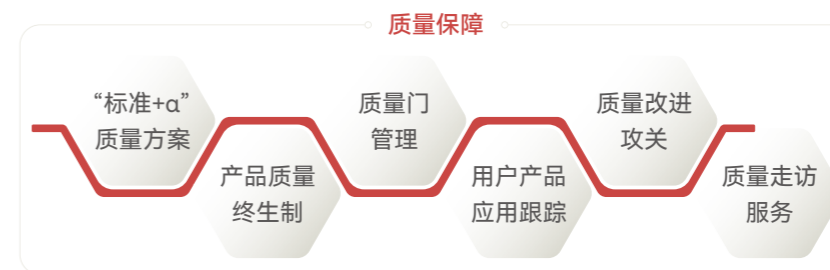 质量保障
“标准+α”
质量方案
产品质量
终生制
质量门
管理
用户产品
应用跟踪
质量改进
攻关
质量走访
服务